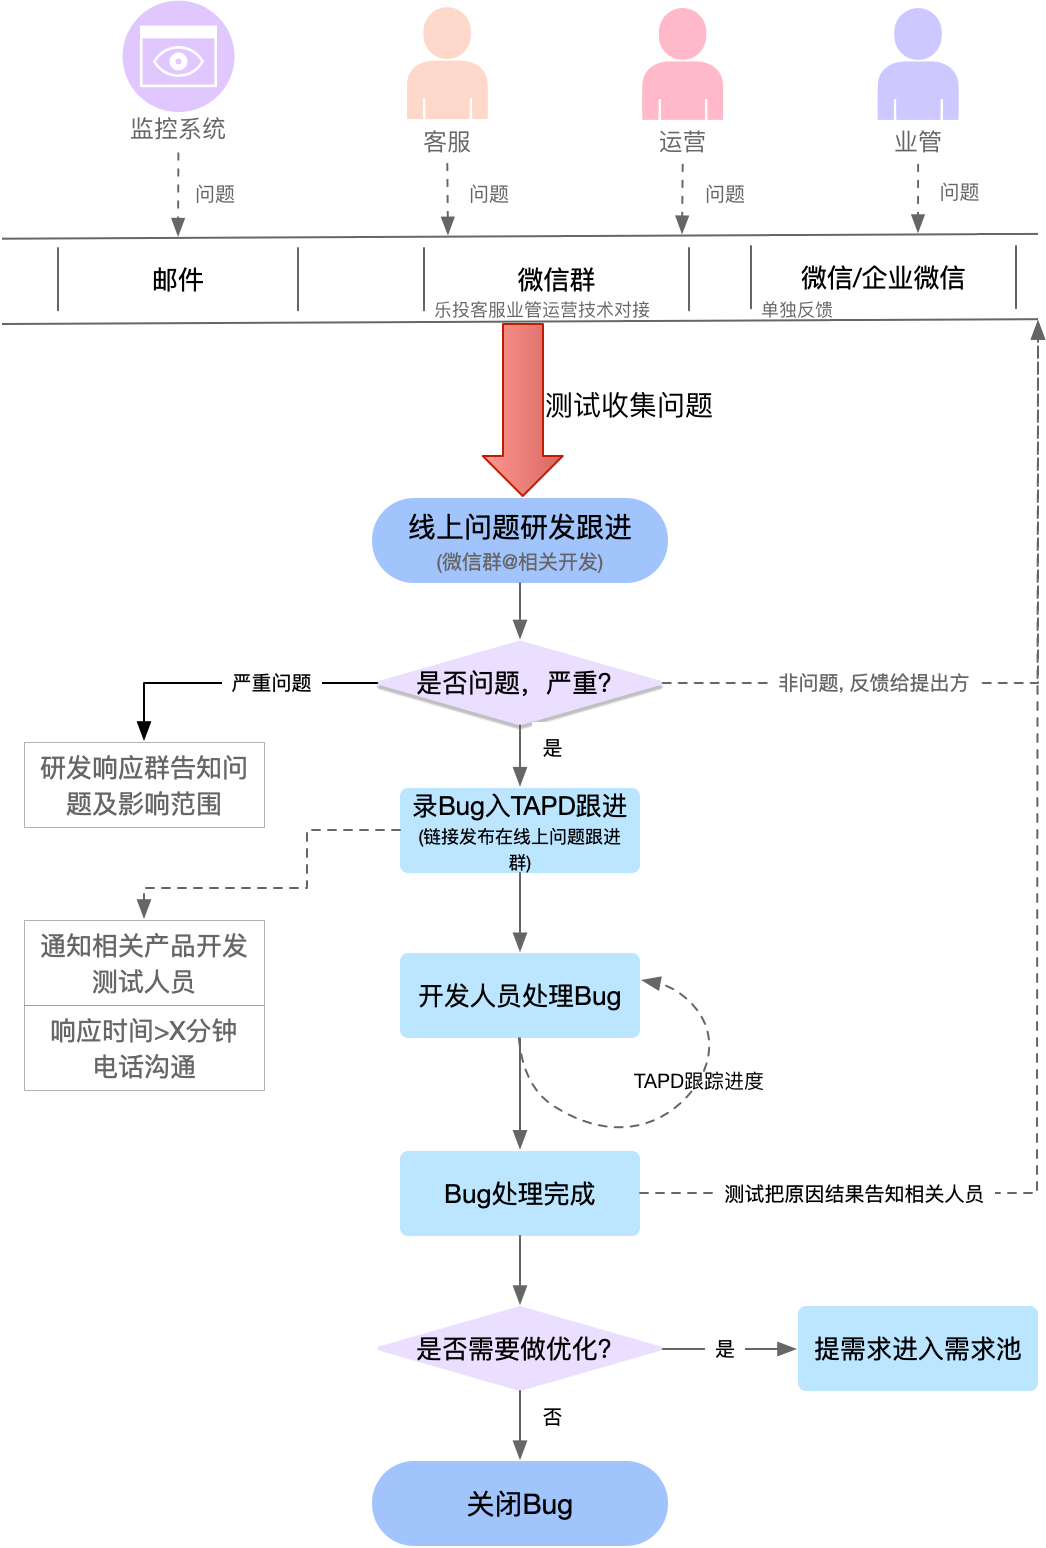 监控系统
客服
运营
业管
问题
问题
问题
问题
邮件
微信群
乐投客服业管运营技术对接
微信/企业微信
单独反馈
测试收集问题
线上问题研发跟进
(微信群@相关开发)
是否问题，严重?
严重问题
非问题, 反馈给提出方
研发响应群告知问
题及影响范围
是
录Bug入TAPD跟进
(链接发布在线上问题跟进
群)
通知相关产品开发
测试人员
响应时间>X分钟
电话沟通
开发人员处理Bug
TAPD跟踪进度
Bug处理完成
测试把原因结果告知相关人员
是否需要做优化?
是
提需求进入需求池
否
关闭Bug